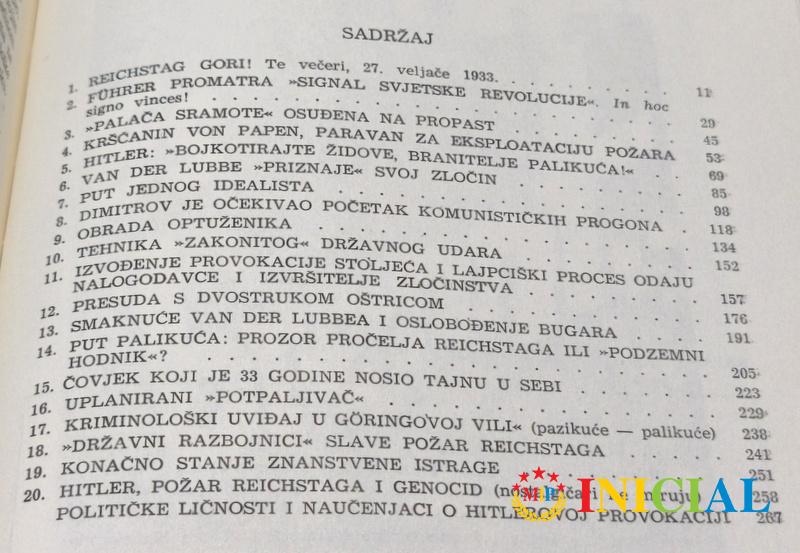 SADRŽAJ
1. REICHSTAG GORI! Te večeri, 27. veljače 1933. . . . . . . . 11
2. FÜHRER PROMATRA »SIGNAL SVJETSKE REVOLUCIJE«. In hoc
signo vinces! . . . . . . . . . . . . . . . . 29
3. »PALAČA SRAMOTE« OSUĐENA NA PROPAST . . . . . . 45
4. KRŠĆANIN VON PAPEN, PARAVAN ZA EKSPLOATACIJU POŽARA 53
5. HITLER: »BOJKOTIRAJTE ŽIDOVE, BRANITELJE PALIKUĆA!« . . 69
6. VAN DER LUBBE »PRIZNAJE« SVOJ ZLOČIN . . . . . . 85
7. PUT JEDNOG IDEALISTA . . . . . . . . . . . . 98
8. DIMITROV JE OČEKIVAO POČETAK KOMUNISTIČKIH PROGONA . 118
9. OBRADA OPTUŽENIKA . . . . . . . . . . . . . 134
10. TEHNIKA »ZAKONITOG« DRŽAVNOG UDARA . . . . . . 152
11. IZVOĐENJE PROVOKACIJE STOLJEĆA I LAJPCIŠKI PROCES ODAJU
NALOGODAVCE I IZVRŠITELJE ZLOČINSTVA . . . . . . 157
12. PRESUDA S DVOSTRUKOM OŠTRICOM . . . . . . . . 176
13. SMAKNUĆE VAN DER LUBBEA I OSLOBOĐENJE BUGARA . . . 191
14. PUT PALIKUĆA: PROZOR PROČELJA REICHSTAGA ILI »PODZEMNI
HODNIK«? . . . . . . . . . . . . . . . . 205
15. ČOVJEK KOJI JE 33 GODINE NOSIO TAJNU U SEBI . . . . . 223
16. UPLANIRANI »POTPALJIVAČ« . . . . . . . . . . . 229
17. KRIMINOLOŠKI UVIĐAJ U GÖRINGOVOJ VILI« (pazikuće — palikuće) 238
18. »DRŽAVNI RAZBOJNICI« SLAVE POŽAR REICHSTAGA . . . . 241
19. KONAČNO STANJE ZNANSTVENE ISTRAGE . . . . . . . 251
20. HITLER, POŽAR REICHSTAGA I GENOCID (nostalgičari ne miruju) 258
POLITIČKE LIČNOSTI I NAUČENJACI O HITLEROVOJ PROVOKACIJI 267
INICIAL